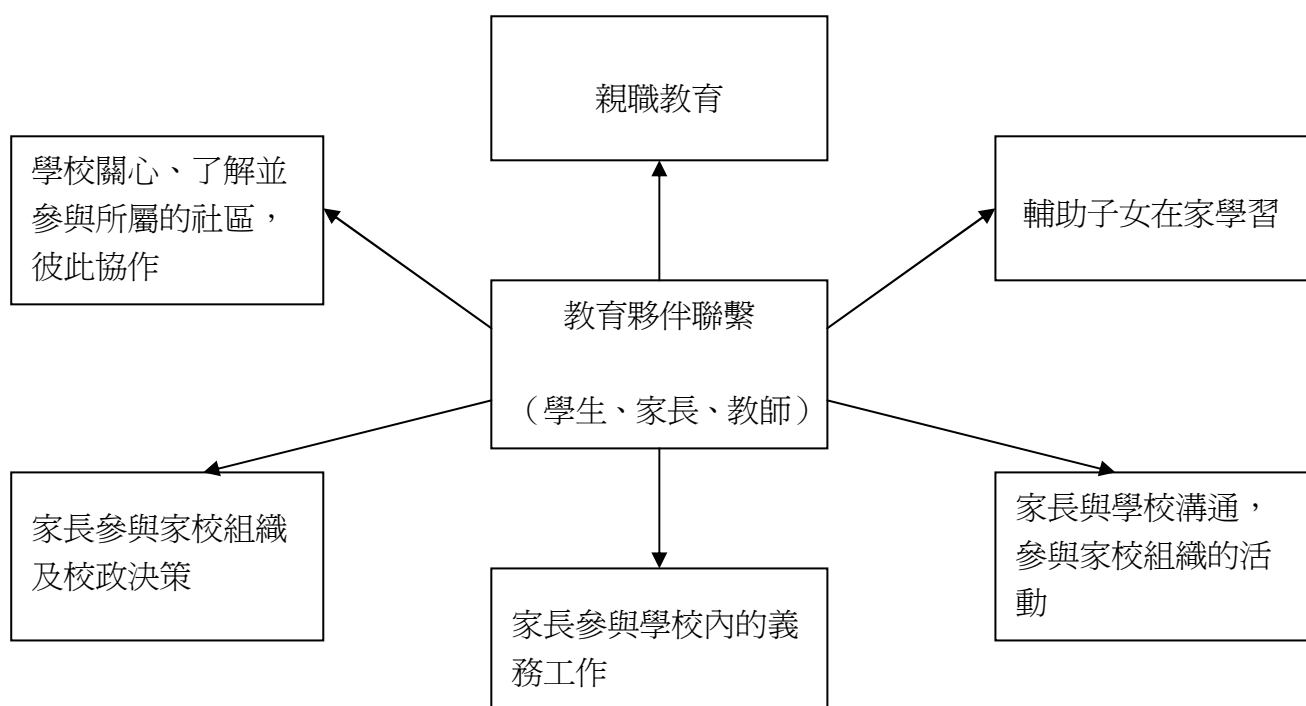 親職教育
學校關心、了解並
參與所屬的社區，
彼此協作
輔助子女在家學習
教育夥伴聯繫
（學生、家長、教師）
家長參與家校組織
及校政決策
家長與學校溝通，
參與家校組織的活
動
家長參與學校內的義
務工作